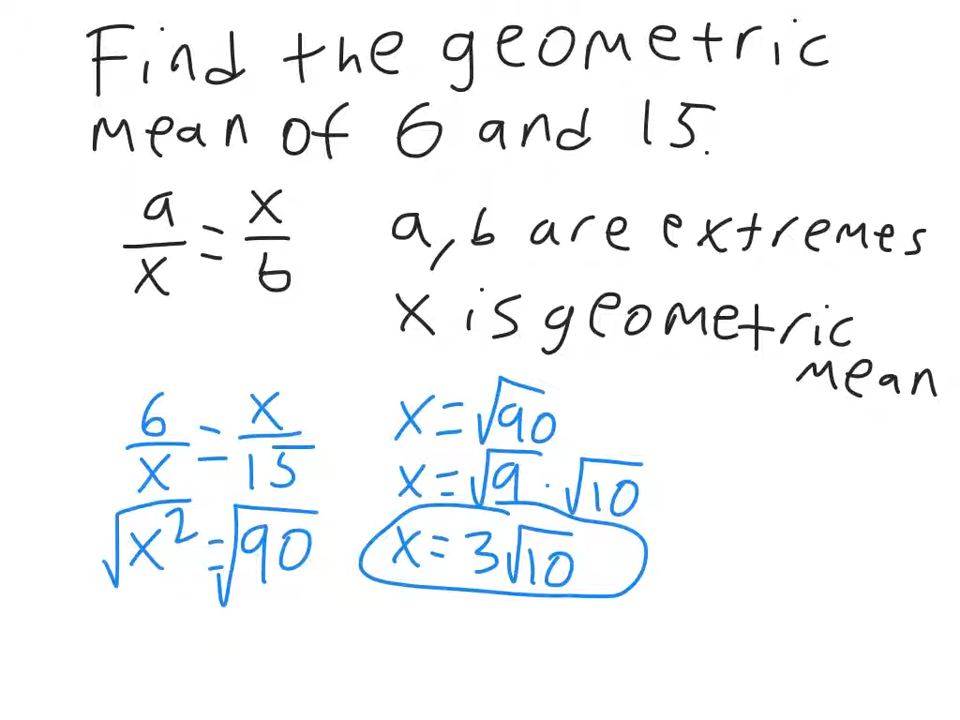 Find the geometric
mean of 6 and 15.
a/x = x/b
a, b are extremes
x is geometric
mean
6/x = x/15
√x² = √90
x = √90
x = √9 · √10
x = 3√10